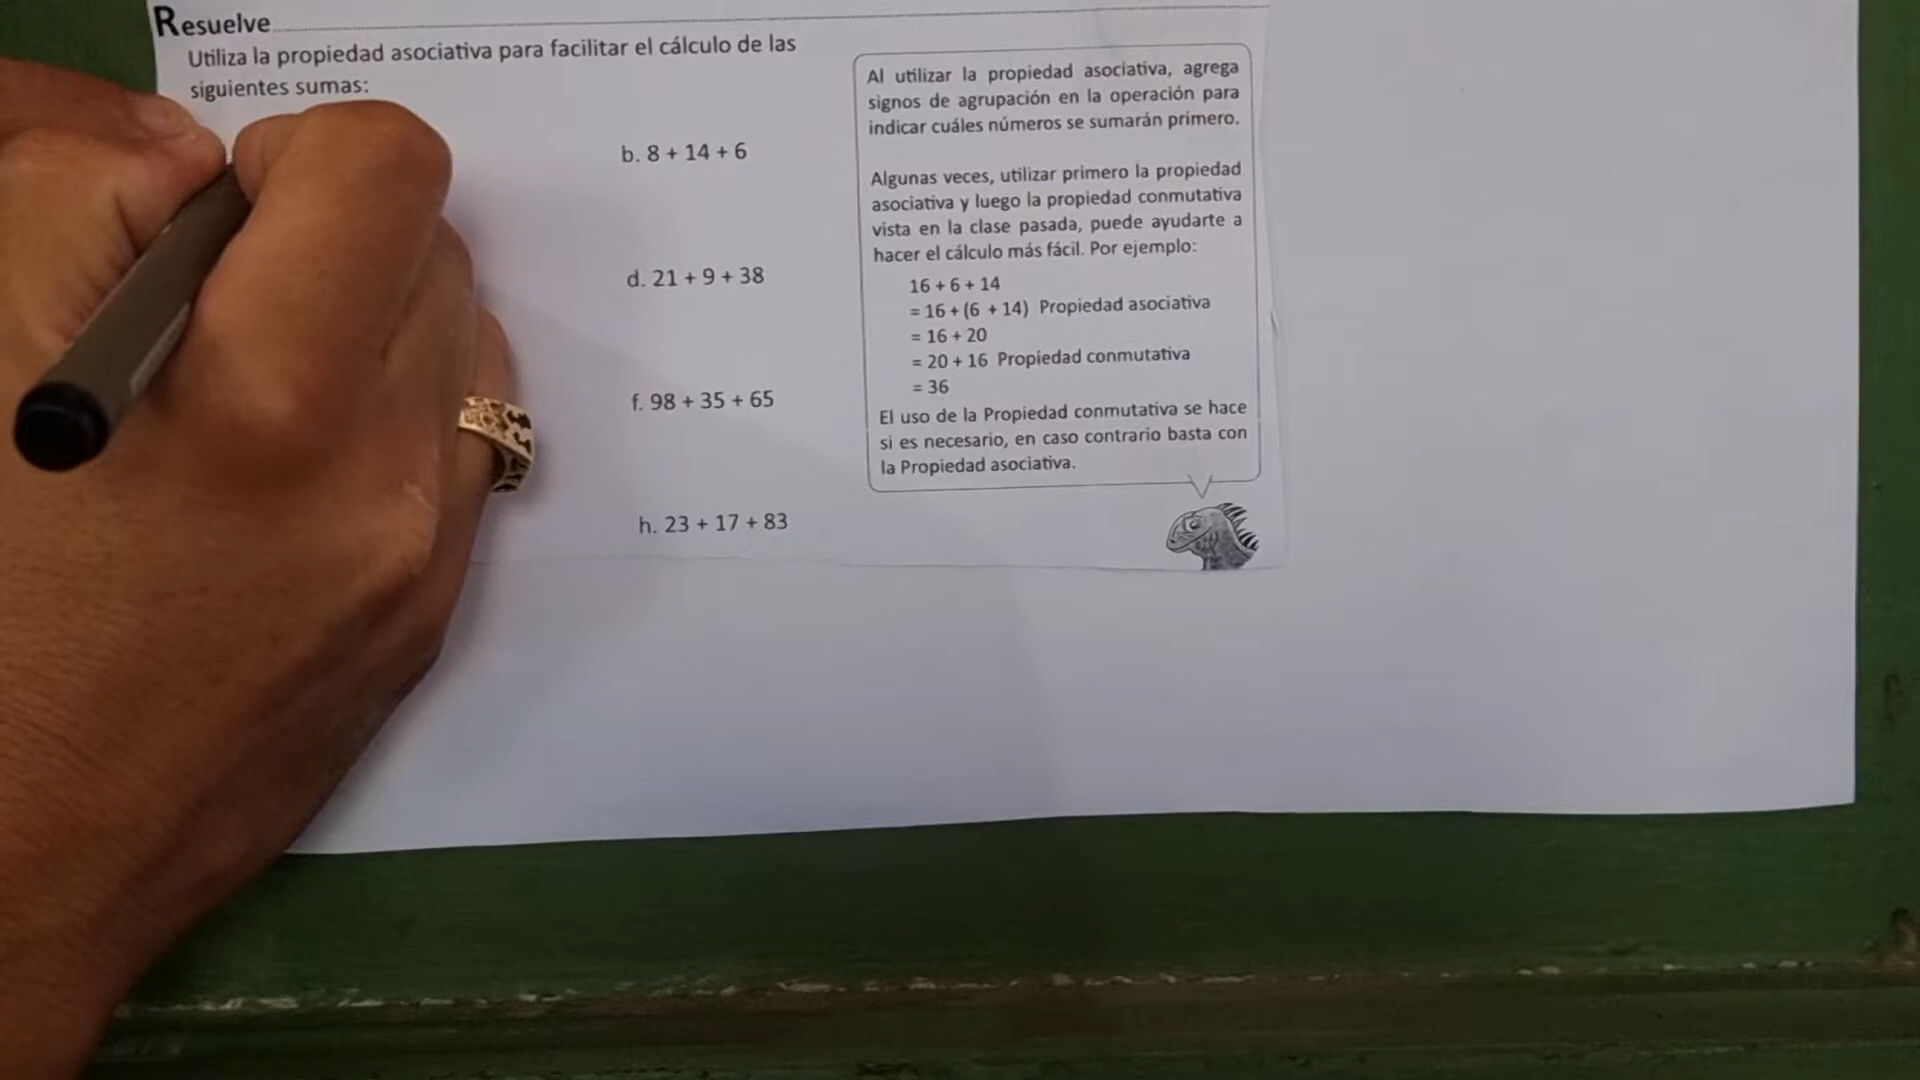 Resuelve
Utiliza la propiedad asociativa para facilitar el cálculo de las
siguientes sumas:
b. 8 + 14 + 6
d. 21 + 9 + 38
f. 98 + 35 + 65
h. 23 + 17 + 83
Al utilizar la propiedad asociativa, agrega
signos de agrupación en la operación para
indicar cuáles números se sumarán primero.
Algunas veces, utilizar primero la propiedad
asociativa y luego la propiedad conmutativa
vista en la clase pasada, puede ayudarte a
hacer el cálculo más fácil. Por ejemplo:
16 + 6 + 14
= 16 + (6 + 14) Propiedad asociativa
= 16 + 20
= 20 + 16 Propiedad conmutativa
= 36
El uso de la Propiedad conmutativa se hace
si es necesario, en caso contrario basta con
la Propiedad asociativa.